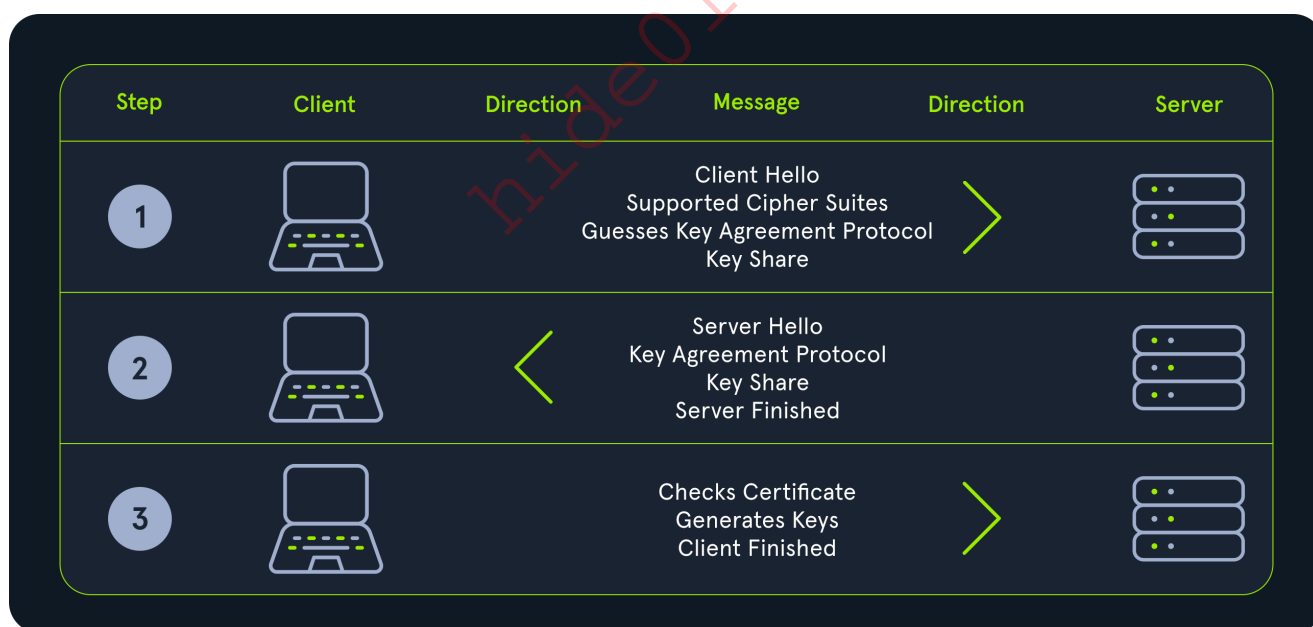 Step Client Direction Message Direction Server
1
Client Hello
Supported Cipher Suites
Guesses Key Agreement Protocol
Key Share
2
Server Hello
Key Agreement Protocol
Key Share
Server Finished
3
Checks Certificate
Generates Keys
Client Finished
hide01